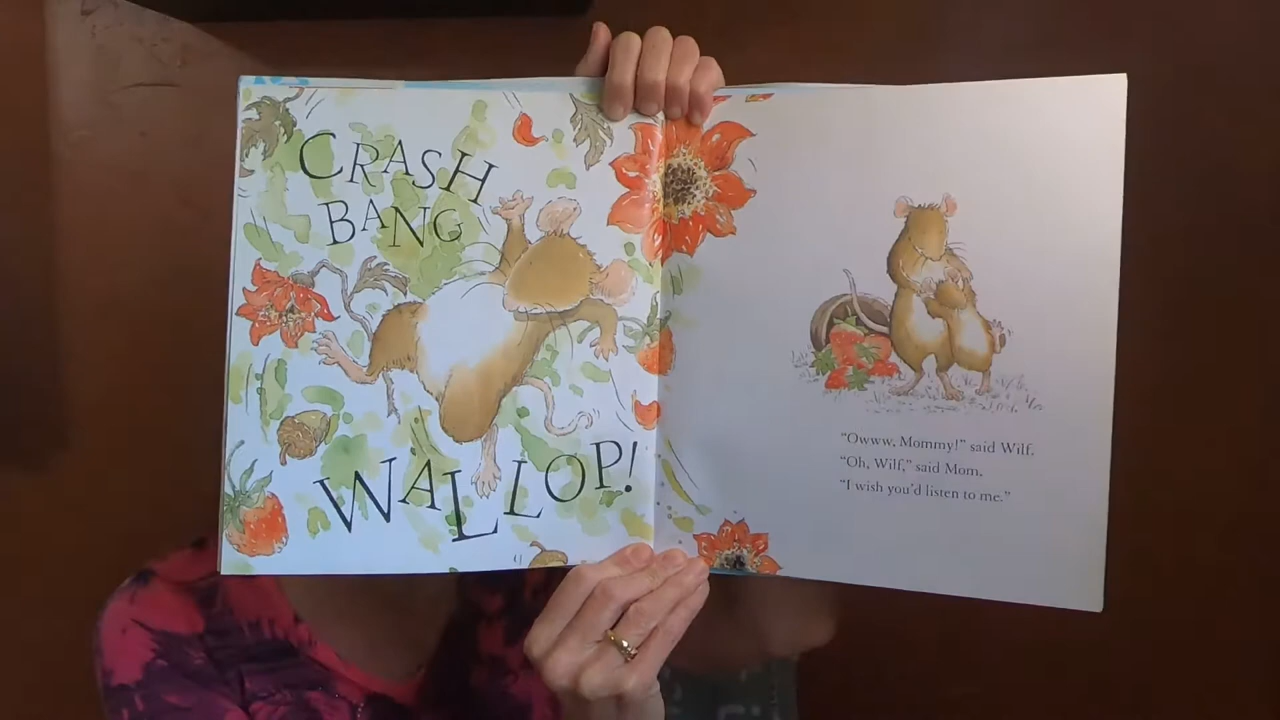 CRASH
BANG
WALLOP!
"Owww, Mommy!" said Wilf.
"Oh, Wilf," said Mom,
"I wish you'd listen to me."